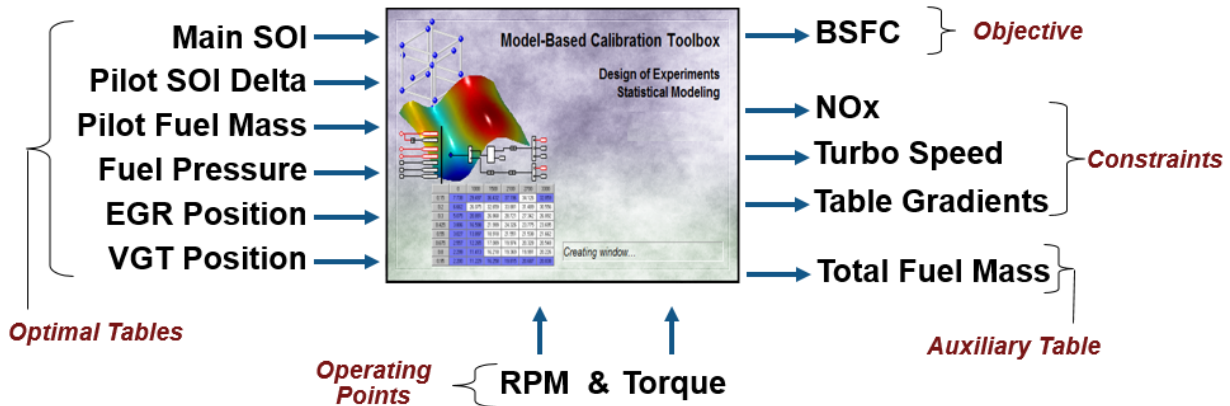 Main SOI
Pilot SOI Delta
Pilot Fuel Mass
Fuel Pressure
EGR Position
VGT Position
Optimal Tables
Model-Based Calibration Toolbox
Design of Experiments
Statistical Modeling
Creating window...
BSFC
Objective
NOx
Turbo Speed
Table Gradients
Constraints
Total Fuel Mass
Auxiliary Table
Operating
Points
RPM & Torque